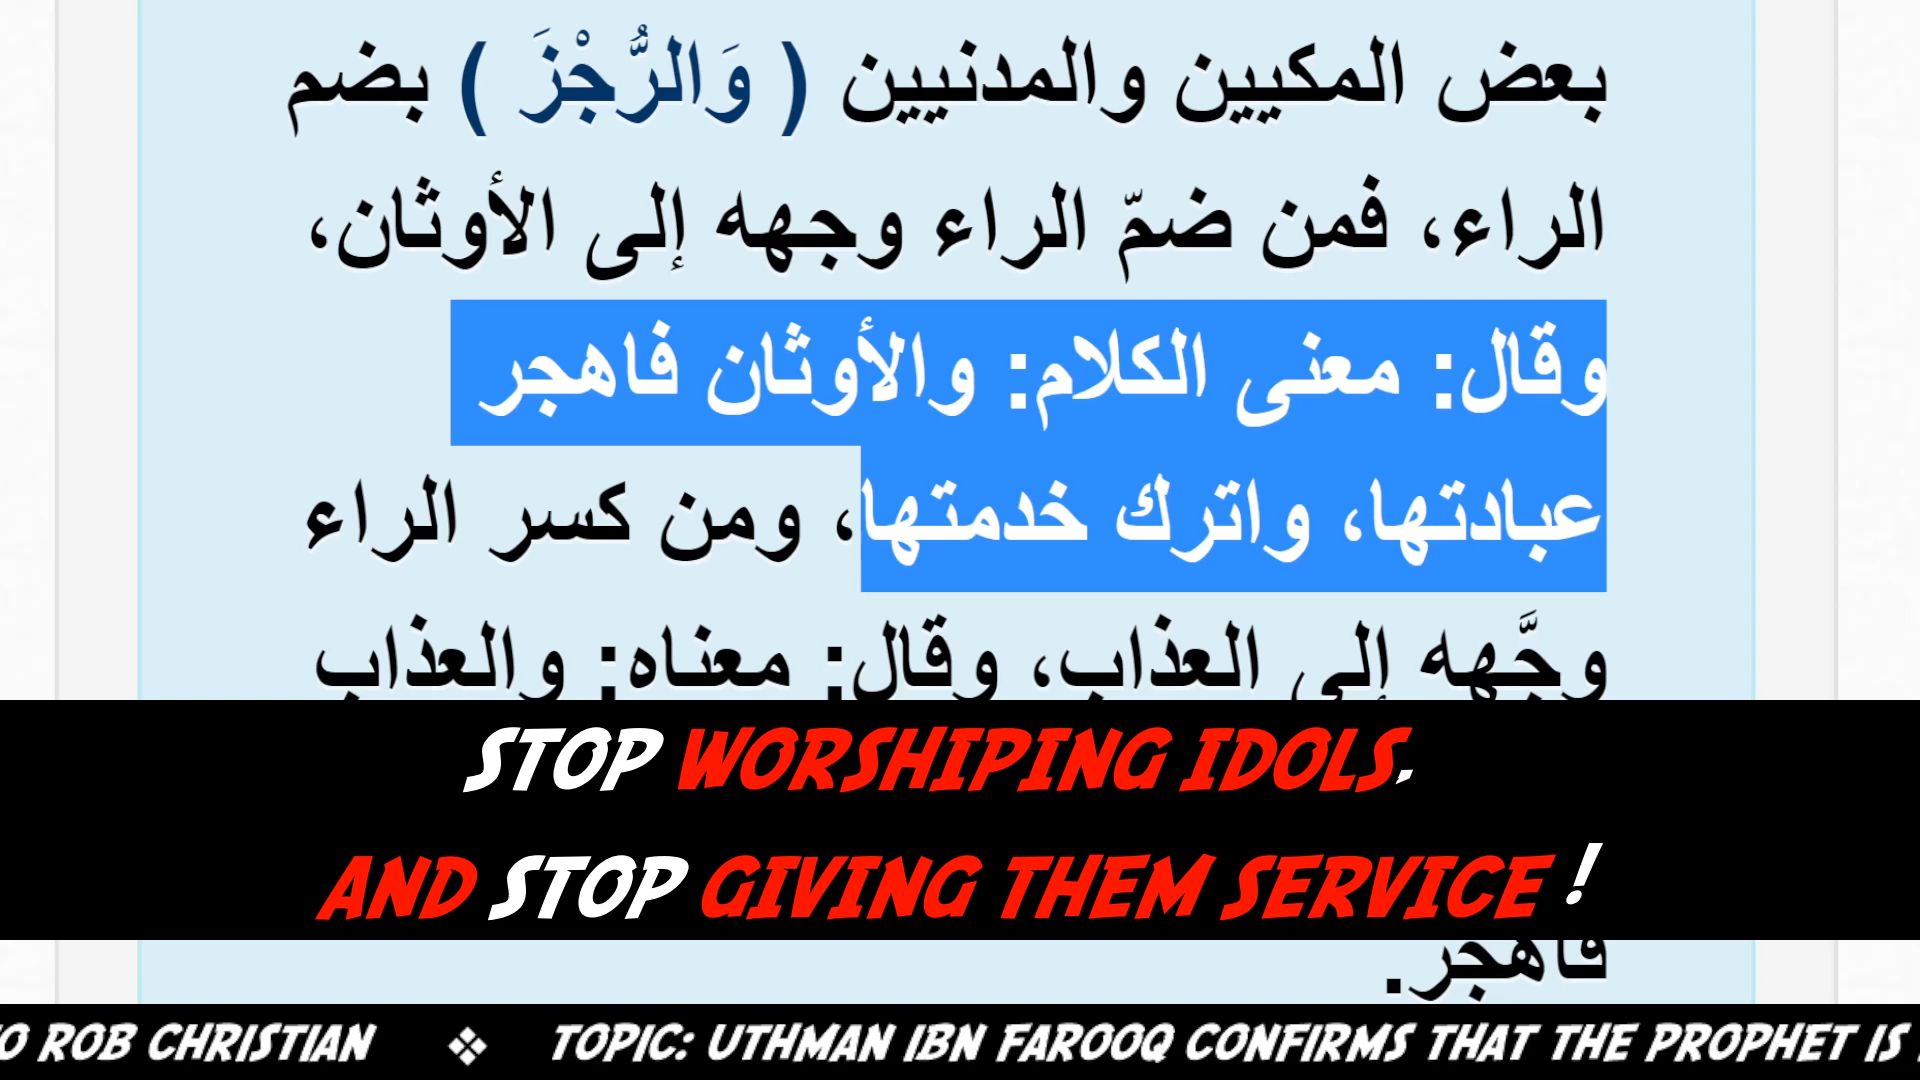 بعض المكيين والمدنيين ( وَالرُّجْزَ ) بضم
الراء، فمن ضمّ الراء وجهه إلى الأوثان،
وقال: معنى الكلام: والأوثان فاهجر
عبادتها، واترك خدمتها، ومن كسر الراء
وجَّهه إلى العذاب، وقال: معناه: والعذاب
STOP WORSHIPING IDOLS.
AND STOP GIVING THEM SERVICE !
فاهجر.
O ROB CHRISTIAN ❖ TOPIC: UTHMAN IBN FAROOQ CONFIRMS THAT THE PROPHET IS